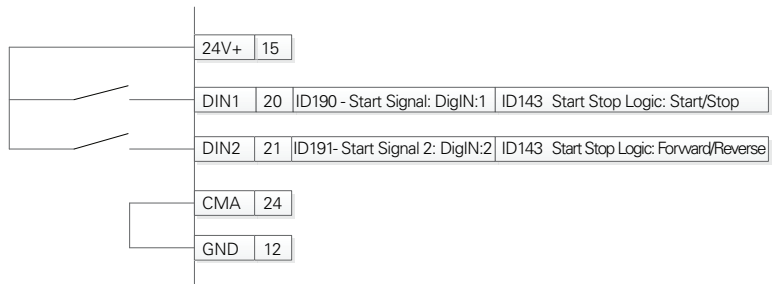 24V+ 15
DIN1 20 ID190 - Start Signal: DigIN:1 ID143 Start Stop Logic: Start/Stop
DIN2 21 ID191- Start Signal 2: DigIN:2 ID143 Start Stop Logic: Forward/Reverse
CMA 24
GND 12